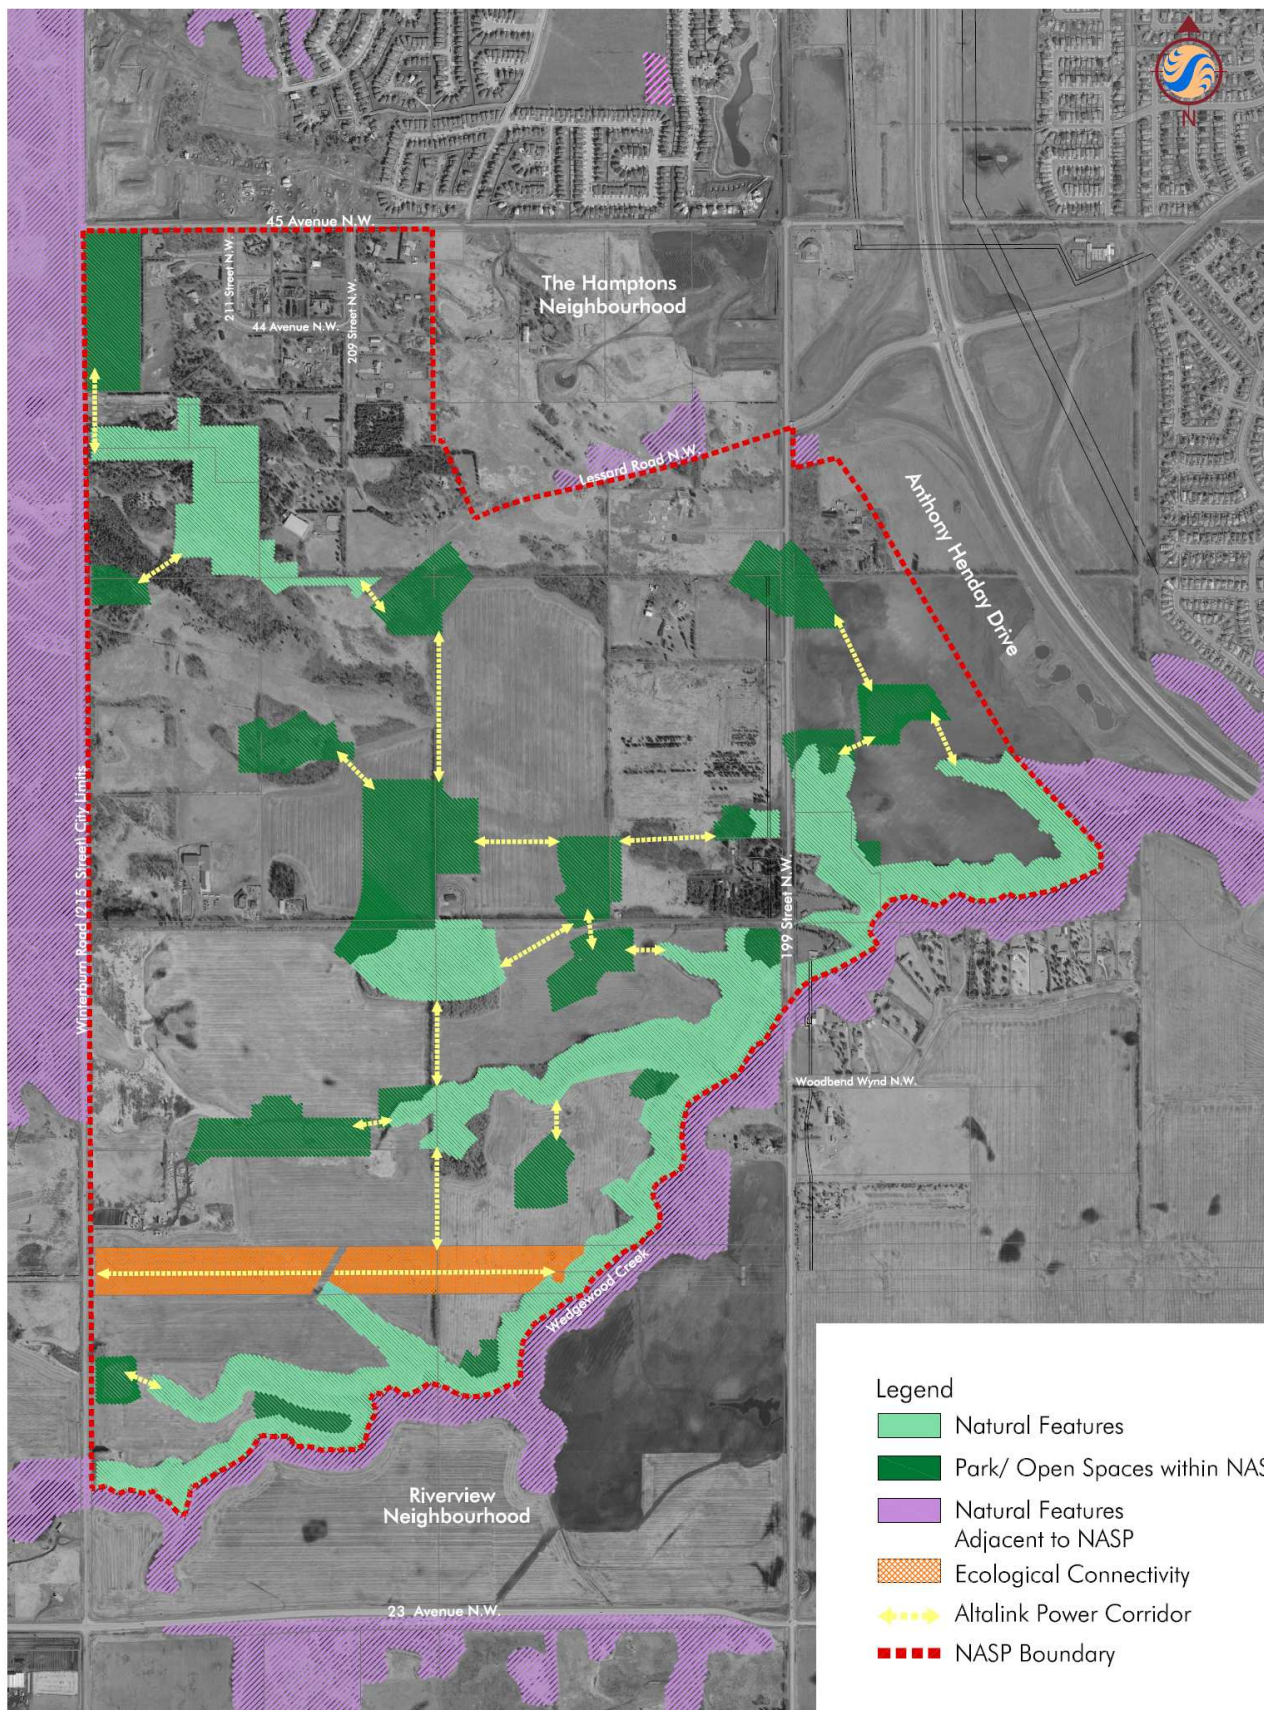 N
45 Avenue N.W.
211 Street N.W.
209 Street N.W.
44 Avenue N.W.
The Hamptons
Neighbourhood
Lessard Road N.W.
Anthony Henday Drive
Winterburn Road (215 Street) City Limits
199 Street N.W.
Woodbend Wynd N.W.
Wedgewood Creek
Riverview
Neighbourhood
23 Avenue N.W.
Legend
Natural Features
Park/ Open Spaces within NAS
Natural Features
Adjacent to NASP
Ecological Connectivity
Altalink Power Corridor
NASP Boundary